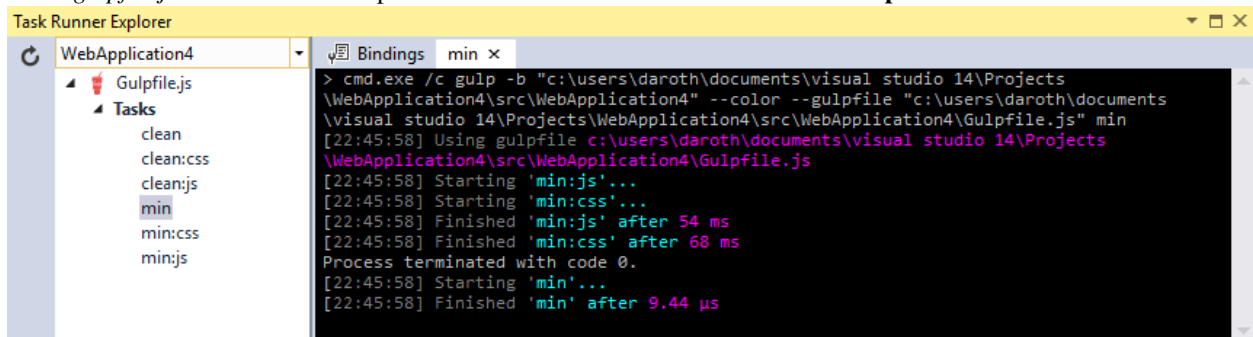 Task Runner Explorer
WebApplication4
Gulpfile.js
Tasks
clean
clean:css
clean:js
min
min:css
min:js
Bindings min
> cmd.exe /c gulp -b "c:\users\daroth\documents\visual studio 14\Projects
\WebApplication4\src\WebApplication4" --color --gulpfile "c:\users\daroth\documents
\visual studio 14\Projects\WebApplication4\src\WebApplication4\Gulpfile.js" min
[22:45:58] Using gulpfile c:\users\daroth\documents\visual studio 14\Projects
\WebApplication4\src\WebApplication4\Gulpfile.js
[22:45:58] Starting 'min:js'...
[22:45:58] Starting 'min:css'...
[22:45:58] Finished 'min:js' after 54 ms
[22:45:58] Finished 'min:css' after 68 ms
Process terminated with code 0.
[22:45:58] Starting 'min'...
[22:45:58] Finished 'min' after 9.44 μs